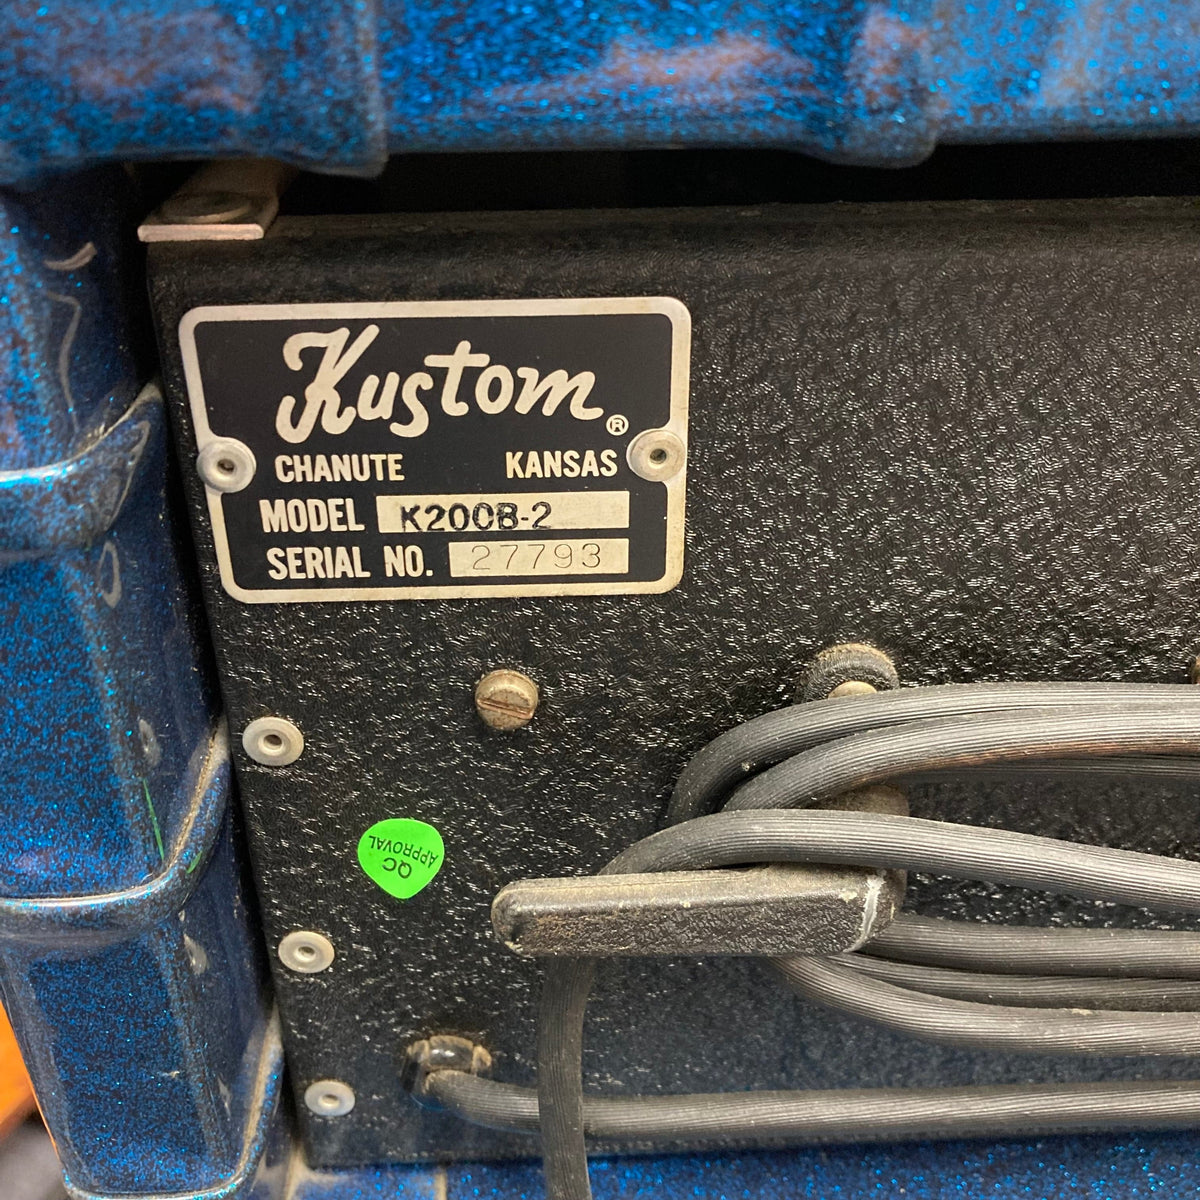 Kustom®
CHANUTE KANSAS
MODEL K200B-2
SERIAL NO. 27793
QC
APPROVAL